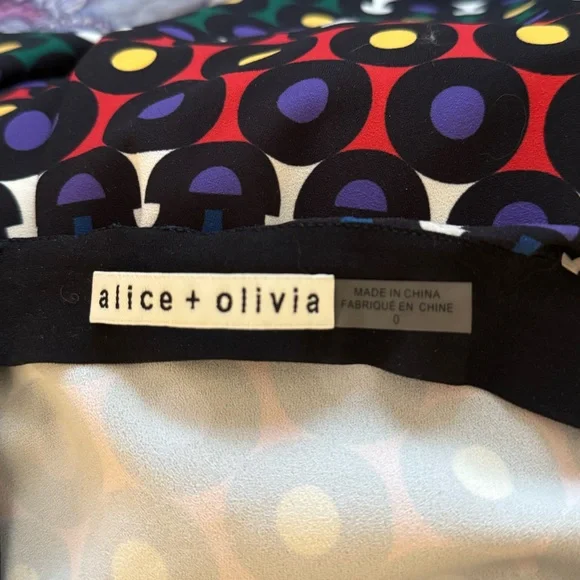 alice + olivia
MADE IN CHINA
FABRIQUÉ EN CHINE
0